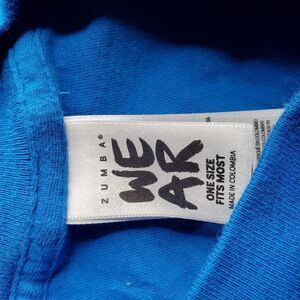 ZUMBA®
WE
AR
ONE SIZE
FITS MOST
MADE IN COLOMBIA